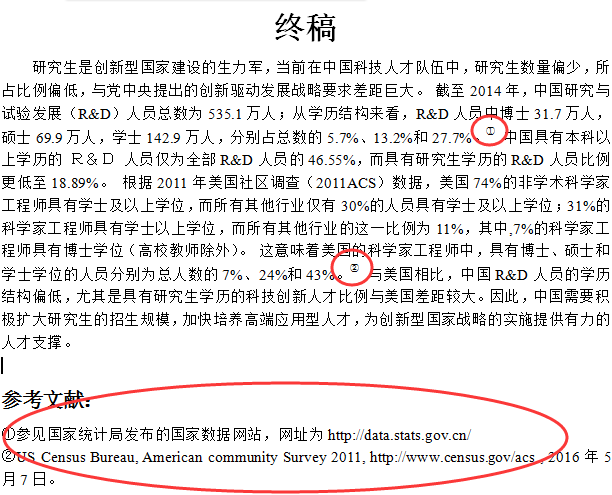 终稿
研究生是创新型国家建设的生力军，当前在中国科技人才队伍中，研究生数量偏少，所
占比例偏低，与党中央提出的创新驱动发展战略要求差距巨大。 截至 2014 年，中国研究与
试验发展（R&D）人员总数为 535.1 万人；从学历结构来看，R&D 人员中博士 31.7 万人，
硕士 69.9 万人，学士 142.9 万人，分别占总数的 5.7%、13.2%和 27.7% ① 中国具有本科以
上学历的 Ｒ＆Ｄ 人员仅为全部 R&D 人员的 46.55%，而具有研究生学历的 R&D 人员比例
更低至 18.89%。 根据 2011 年美国社区调查（2011ACS）数据，美国 74%的非学术科学家
工程师具有学士及以上学位，而所有其他行业仅有 30%的人员具有学士及以上学位；31%的
科学家工程师具有学士以上学位，而所有其他行业的这一比例为 11%，其中,7%的科学家工
程师具有博士学位（高校教师除外）。 这意味着美国的科学家工程师中，具有博士、硕士和
学士学位的人员分别为总人数的 7%、24%和 43%。② 与美国相比，中国 R&D 人员的学历
结构偏低，尤其是具有研究生学历的科技创新人才比例与美国差距较大。因此，中国需要积
极扩大研究生的招生规模，加快培养高端应用型人才，为创新型国家战略的实施提供有力的
人才支撑。
参考文献:
①参见国家统计局发布的国家数据网站，网址为 http://data.stats.gov.cn/
②US Census Bureau, American community Survey 2011, http://www.census.gov/acs , 2016 年 5
月 7 日。